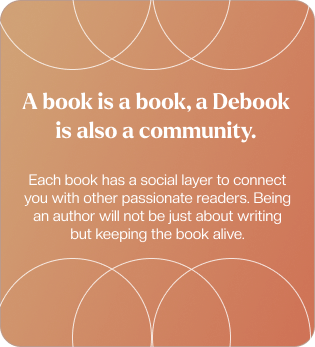 A book is a book, a Debook
is also a community.
Each book has a social layer to connect
you with other passionate readers. Being
an author will not be just about writing
but keeping the book alive.